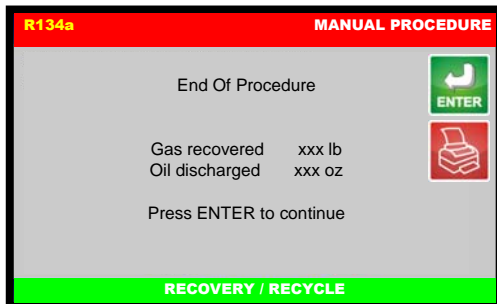 R134a MANUAL PROCEDURE
End Of Procedure
ENTER
Gas recovered xxx lb
Oil discharged xxx oz
Press ENTER to continue
RECOVERY / RECYCLE